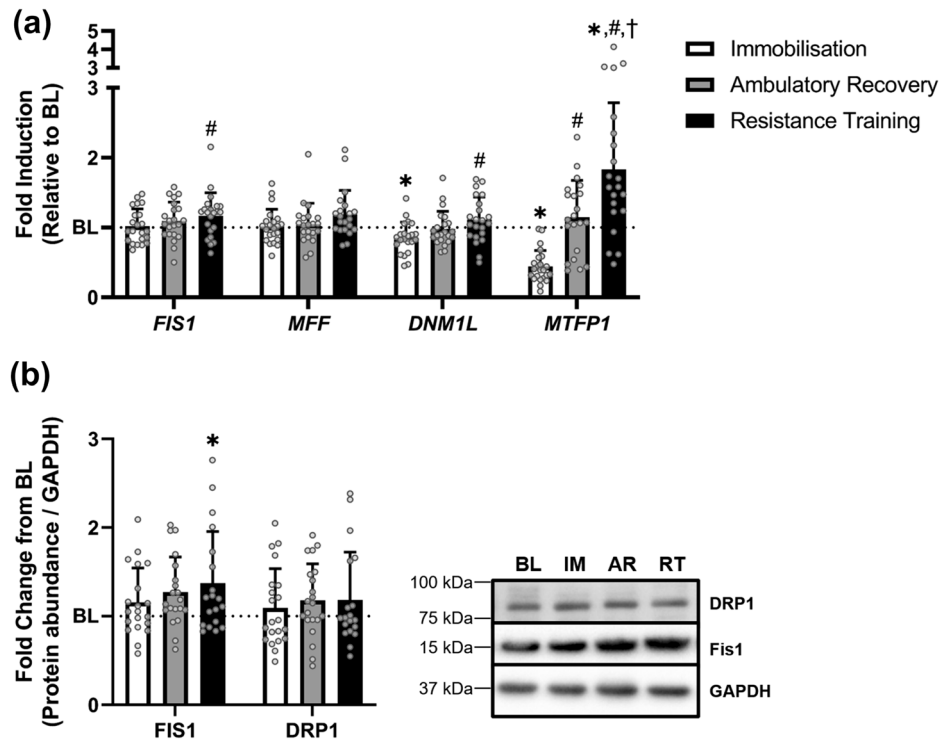 (a)
5
4
3
3
2
BL
0
Fold Induction
(Relative to BL)
#
*
#
*
#
*,#,†
FIS1
MFF
DNM1L
MTFP1
Immobilisation
Ambulatory Recovery
Resistance Training
(b)
3
2
BL
0
Fold Change from BL
(Protein abundance / GAPDH)
*
FIS1
DRP1
BL IM AR RT
100 kDa
75 kDa
15 kDa
37 kDa
DRP1
Fis1
GAPDH